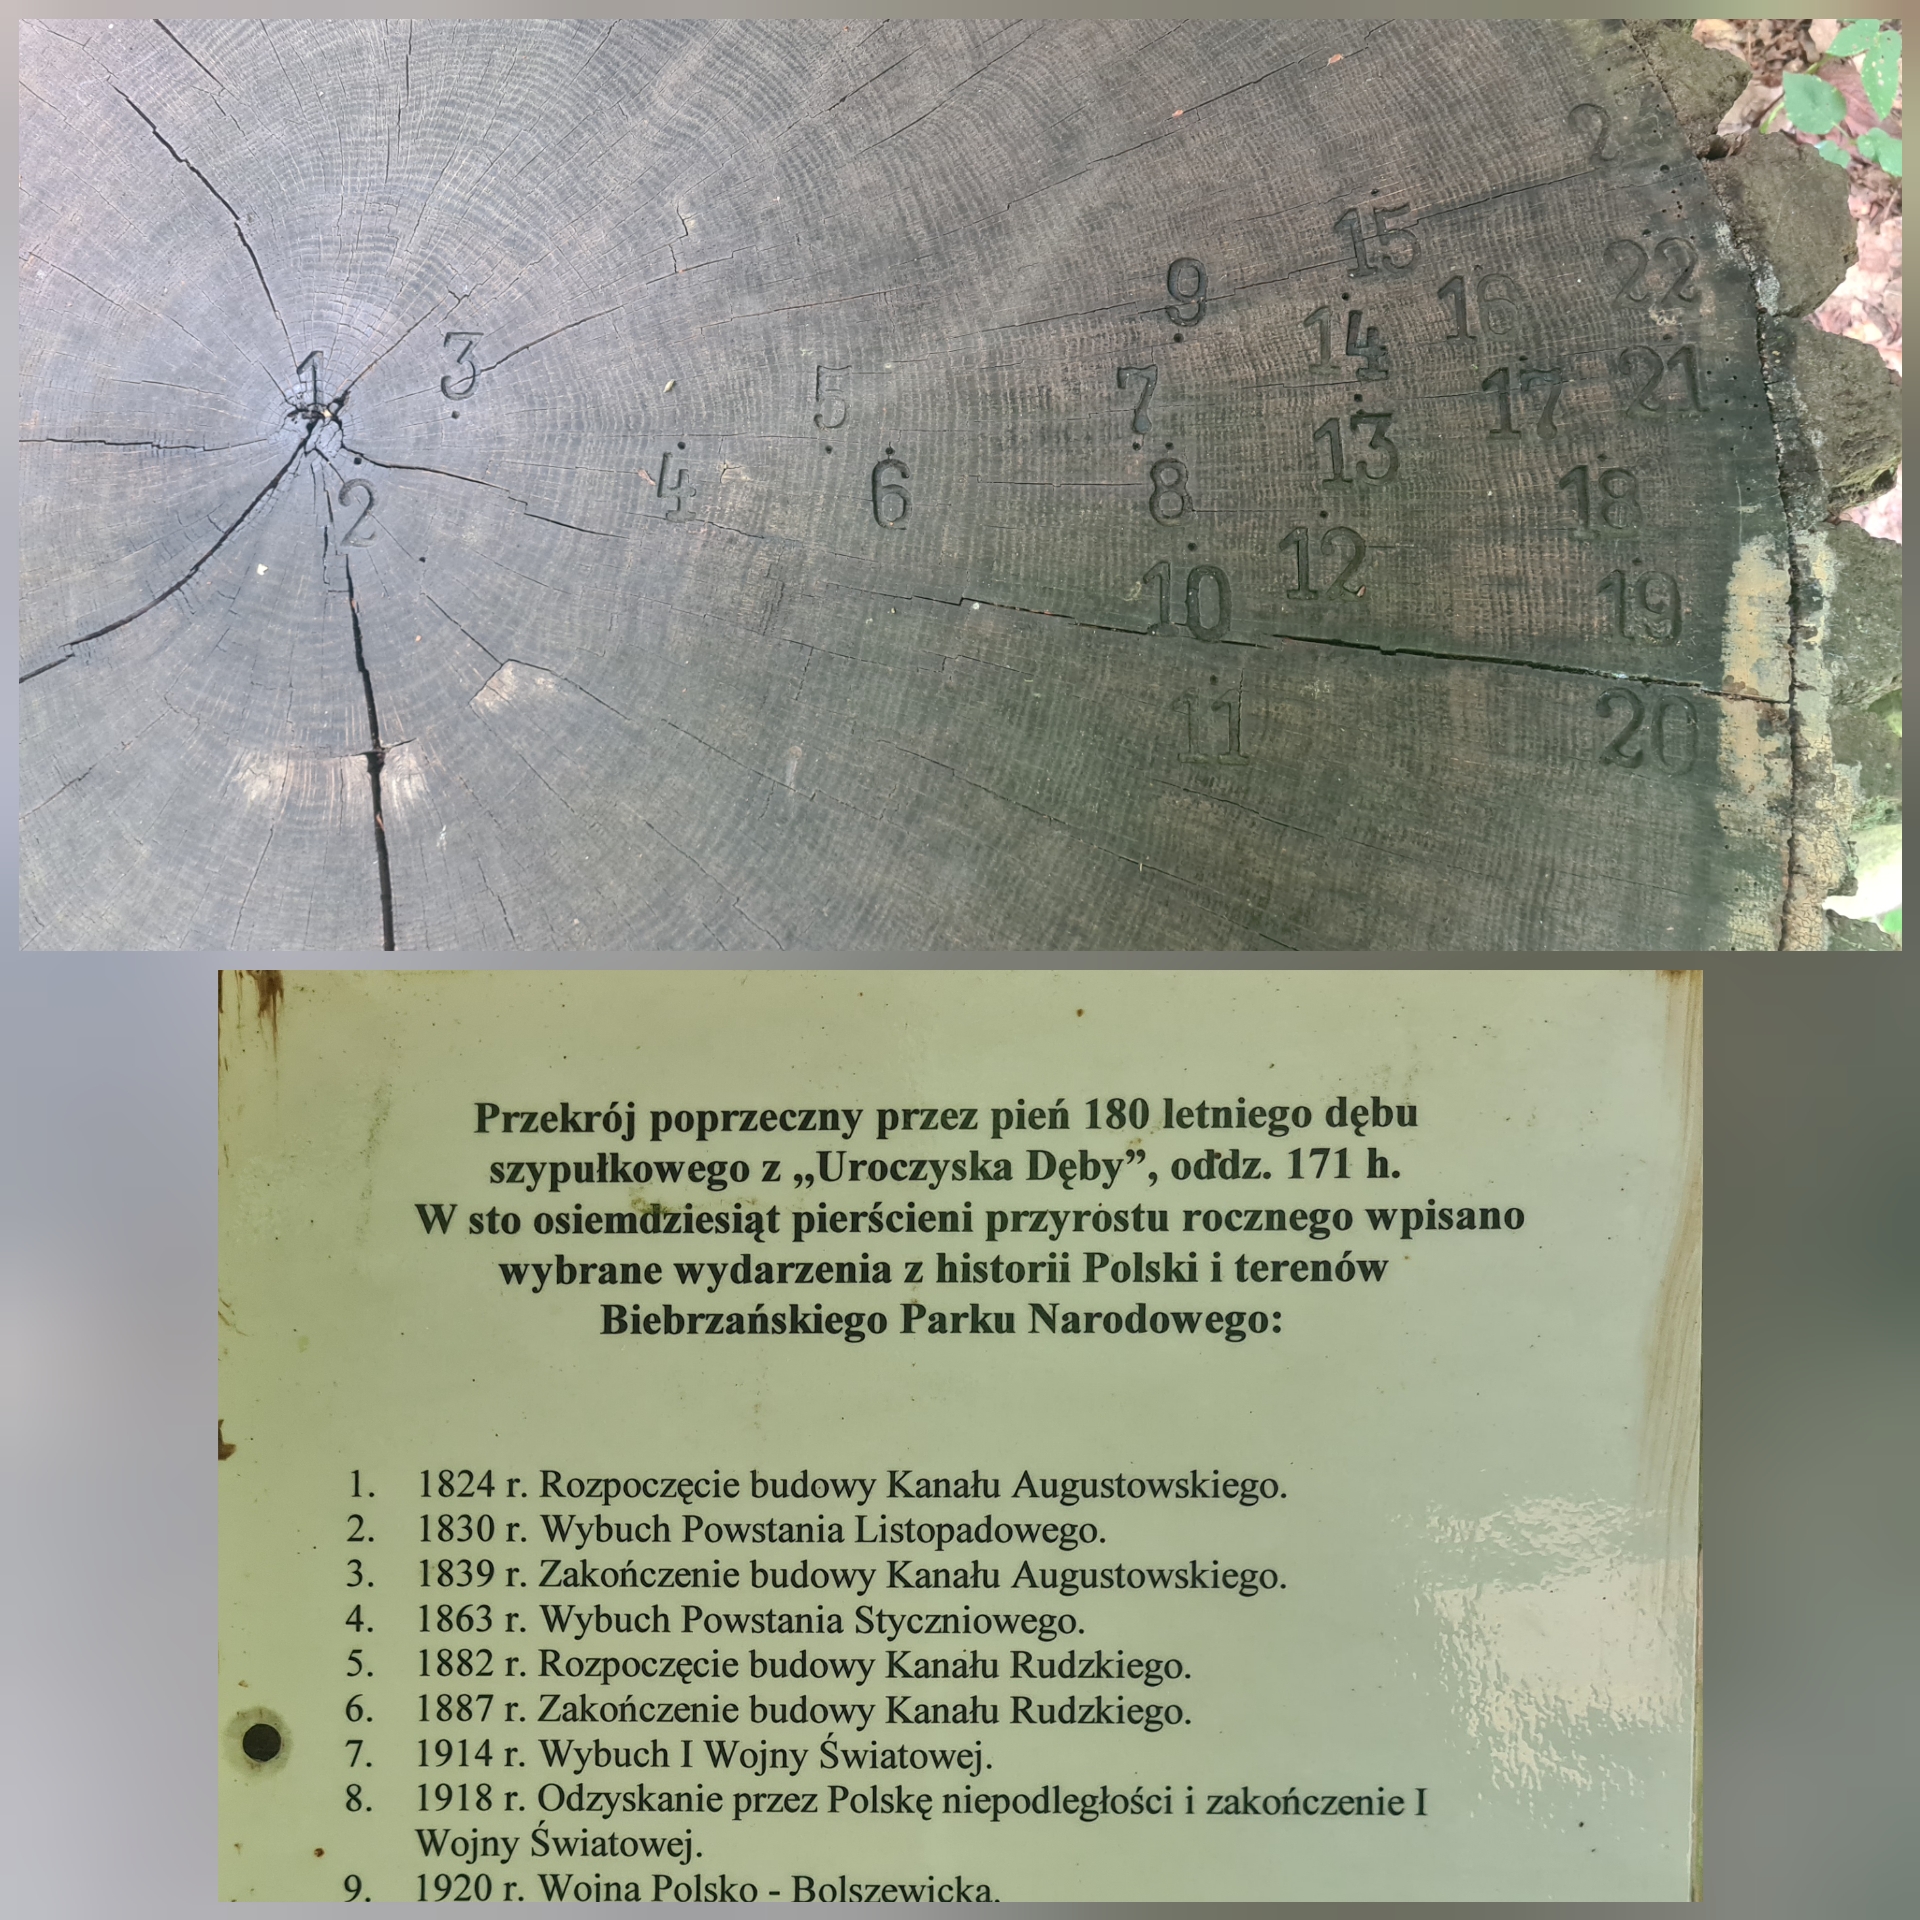 1
2
3
4
5
6
7
8
9
10
11
12
13
14
15
16
17
18
19
20
21
22
Przekrój poprzeczny przez pień 180 letniego dębu
szypułkowego z „Uroczyska Dęby”, oddz. 171 h.
W sto osiemdziesiąt pierścieni przyrostu rocznego wpisano
wybrane wydarzenia z historii Polski i terenów
Biebrzańskiego Parku Narodowego:
1. 1824 r. Rozpoczęcie budowy Kanału Augustowskiego.
2. 1830 r. Wybuch Powstania Listopadowego.
3. 1839 r. Zakończenie budowy Kanału Augustowskiego.
4. 1863 r. Wybuch Powstania Styczniowego.
5. 1882 r. Rozpoczęcie budowy Kanału Rudzkiego.
6. 1887 r. Zakończenie budowy Kanału Rudzkiego.
7. 1914 r. Wybuch I Wojny Światowej.
8. 1918 r. Odzyskanie przez Polskę niepodległości i zakończenie I
Wojny Światowej.
9. 1920 r. Wojna Polsko - Bolszewicka.